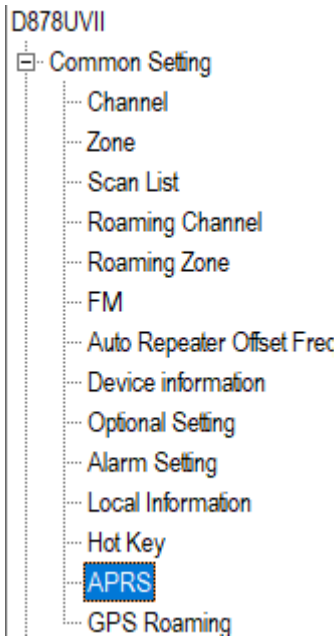 D878UVII
Common Setting
Channel
Zone
Scan List
Roaming Channel
Roaming Zone
FM
Auto Repeater Offset Freq
Device information
Optional Setting
Alarm Setting
Local Information
Hot Key
APRS
GPS Roaming